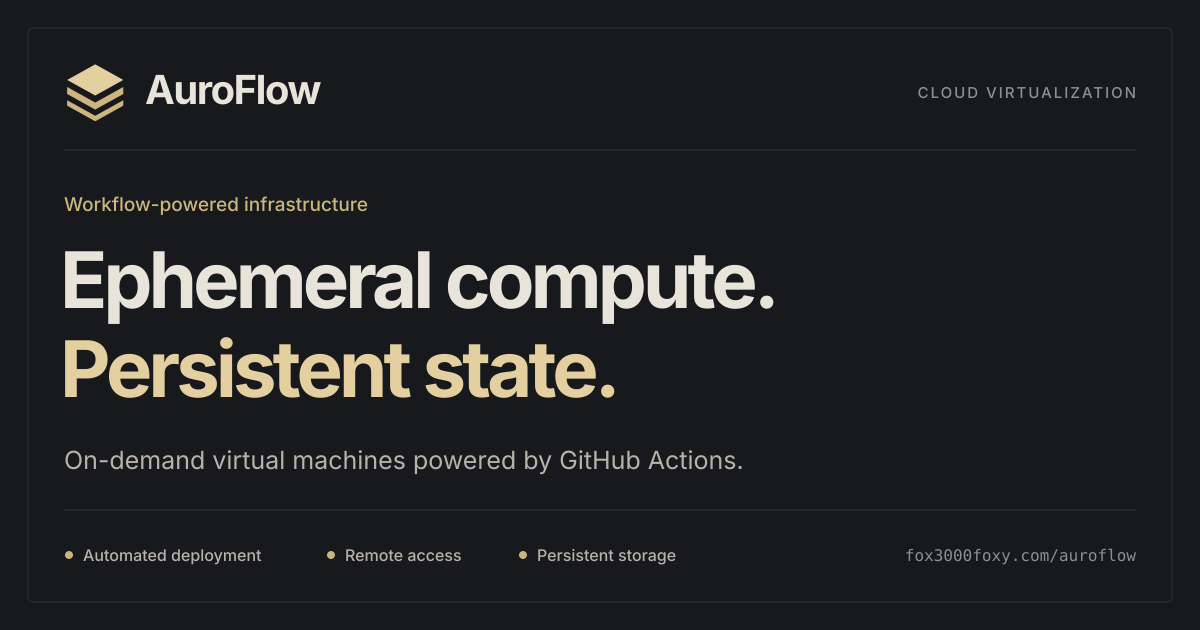 AuroFlow
CLOUD VIRTUALIZATION
Workflow-powered infrastructure
Ephemeral compute.
Persistent state.
On-demand virtual machines powered by GitHub Actions.
Automated deployment
Remote access
Persistent storage
fox3000foxy.com/auroflow